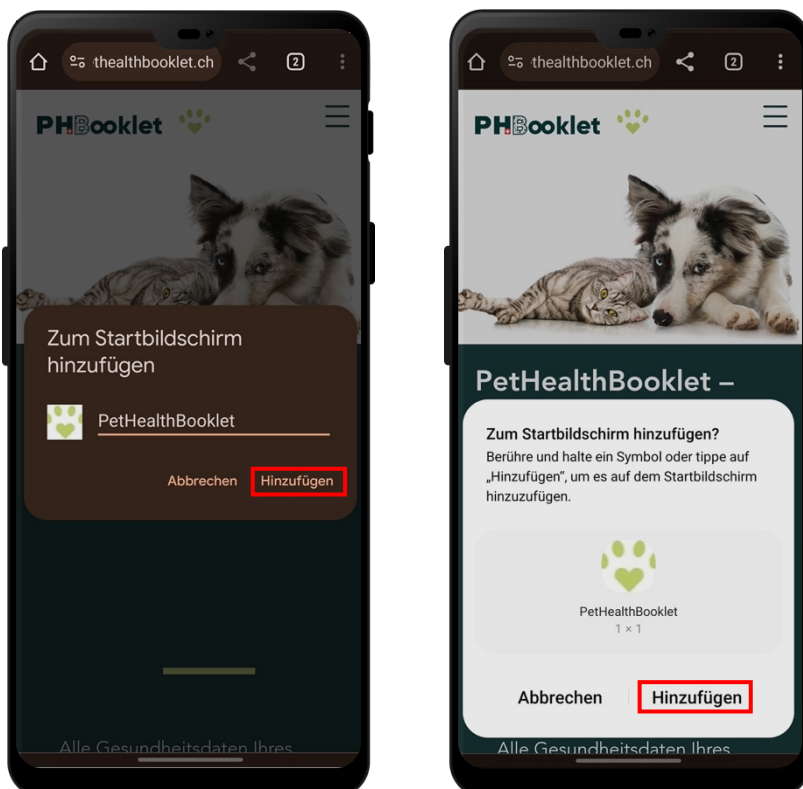 thealthbooklet.ch
2
PHBooklet
Zum Startbildschirm
hinzufügen
PetHealthBooklet
Abbrechen Hinzufügen
Alle Gesundheitsdaten Ihres
thealthbooklet.ch
2
PHBooklet
PetHealthBooklet –
Zum Startbildschirm hinzufügen?
Berühre und halte ein Symbol oder tippe auf
„Hinzufügen“, um es auf dem Startbildschirm
hinzuzufügen.
PetHealthBooklet
1 × 1
Abbrechen Hinzufügen
Alle Gesundheitsdaten Ihres